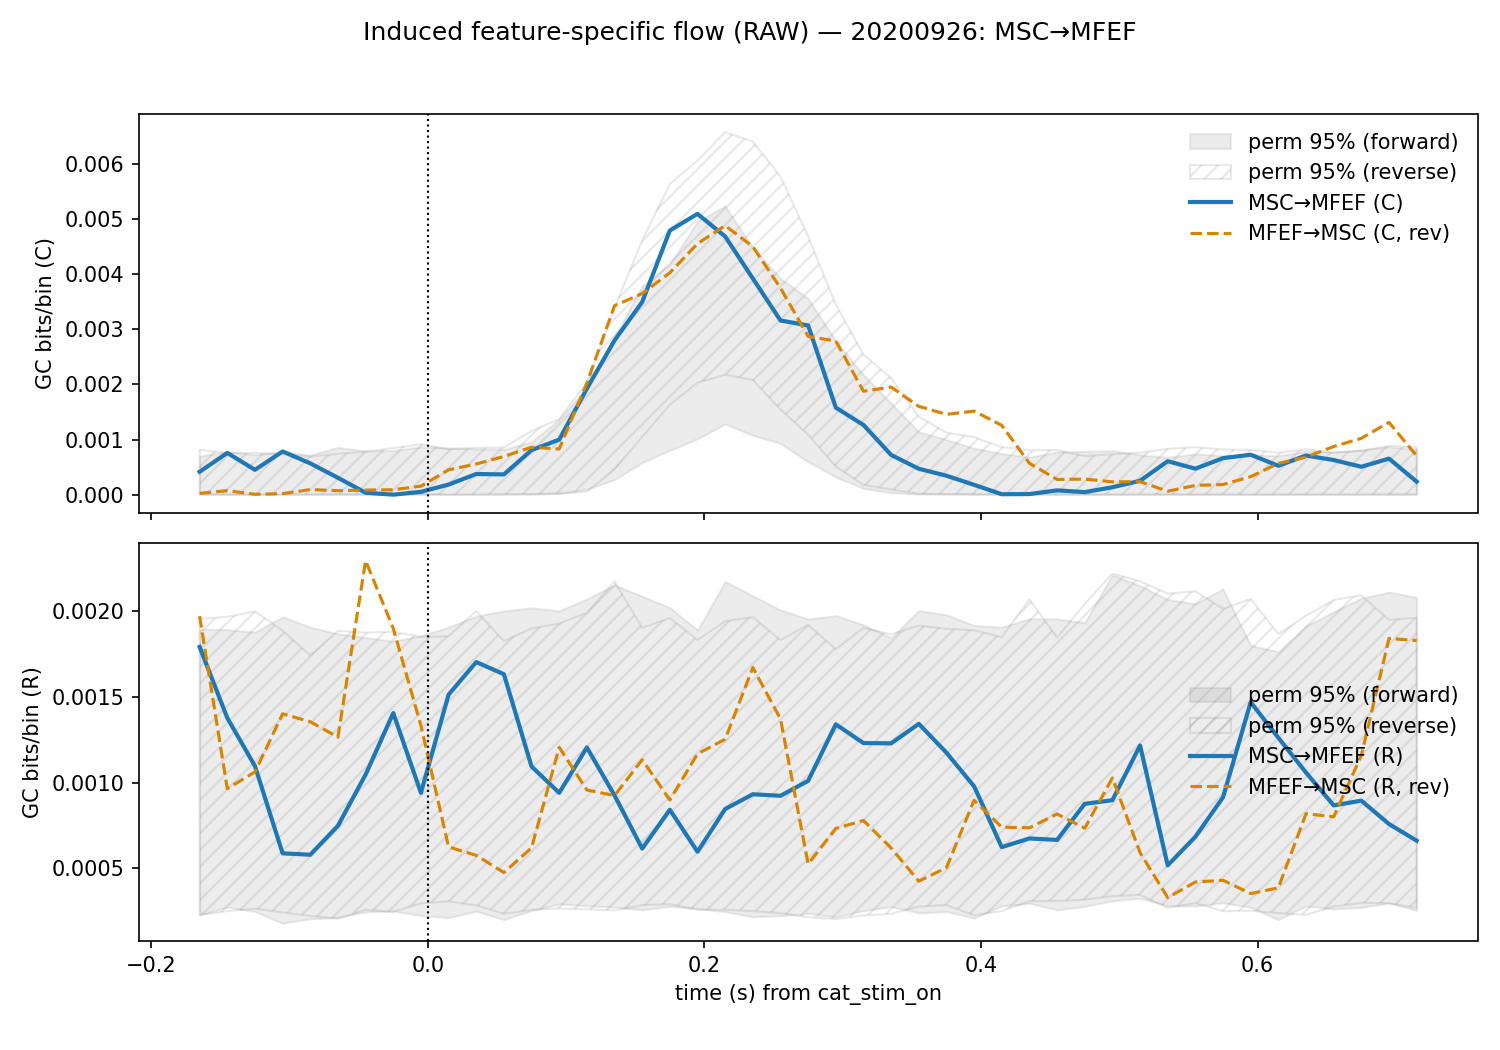 Induced feature-specific flow (RAW) — 20200926: MSC→MFEF
GC bits/bin (C)
0.006
0.005
0.004
0.003
0.002
0.001
0.000
perm 95% (forward)
perm 95% (reverse)
MSC→MFEF (C)
MFEF→MSC (C, rev)
GC bits/bin (R)
0.0020
0.0015
0.0010
0.0005
perm 95% (forward)
perm 95% (reverse)
MSC→MFEF (R)
MFEF→MSC (R, rev)
−0.2 0.0 0.2 0.4 0.6
time (s) from cat_stim_on